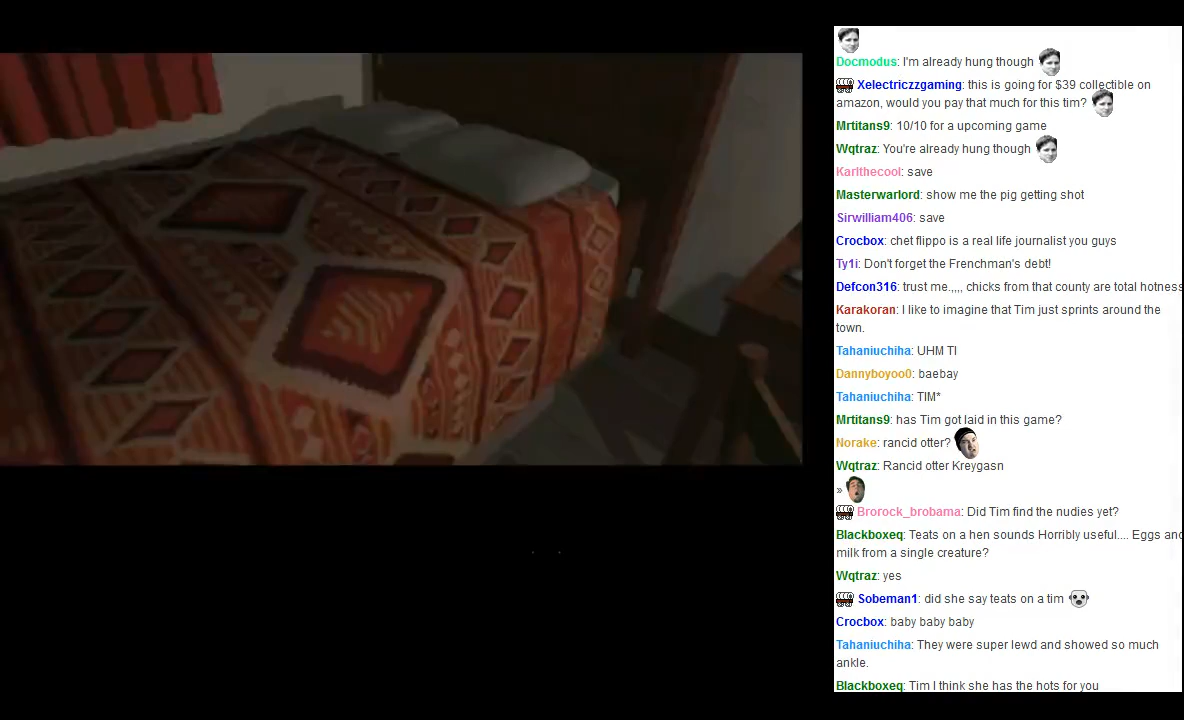 Docmodus: I'm already hung though
Xelectriczzgaming: this is going for $39 collectible on
amazon, would you pay that much for this tim?
Mrtitans9: 10/10 for a upcoming game
Wqtraz: You're already hung though
Karlthecool: save
Masterwarlord: show me the pig getting shot
Sirwilliam406: save
Crocbox: chet flippo is a real life journalist you guys
Ty1i: Don't forget the Frenchman's debt!
Defcon316: trust me.,,,, chicks from that county are total hotness
Karakoran: I like to imagine that Tim just sprints around the
town.
Tahaniuchiha: UHM TI
Dannyboyoo0: baebay
Tahaniuchiha: TIM*
Mrtitans9: has Tim got laid in this game?
Norake: rancid otter?
Wqtraz: Rancid otter Kreygasn
»
Brorock_brobama: Did Tim find the nudies yet?
Blackboxeq: Teats on a hen sounds Horribly useful.... Eggs and
milk from a single creature?
Wqtraz: yes
Sobeman1: did she say teats on a tim
Crocbox: baby baby baby
Tahaniuchiha: They were super lewd and showed so much
ankle.
Blackboxeq: Tim I think she has the hots for you